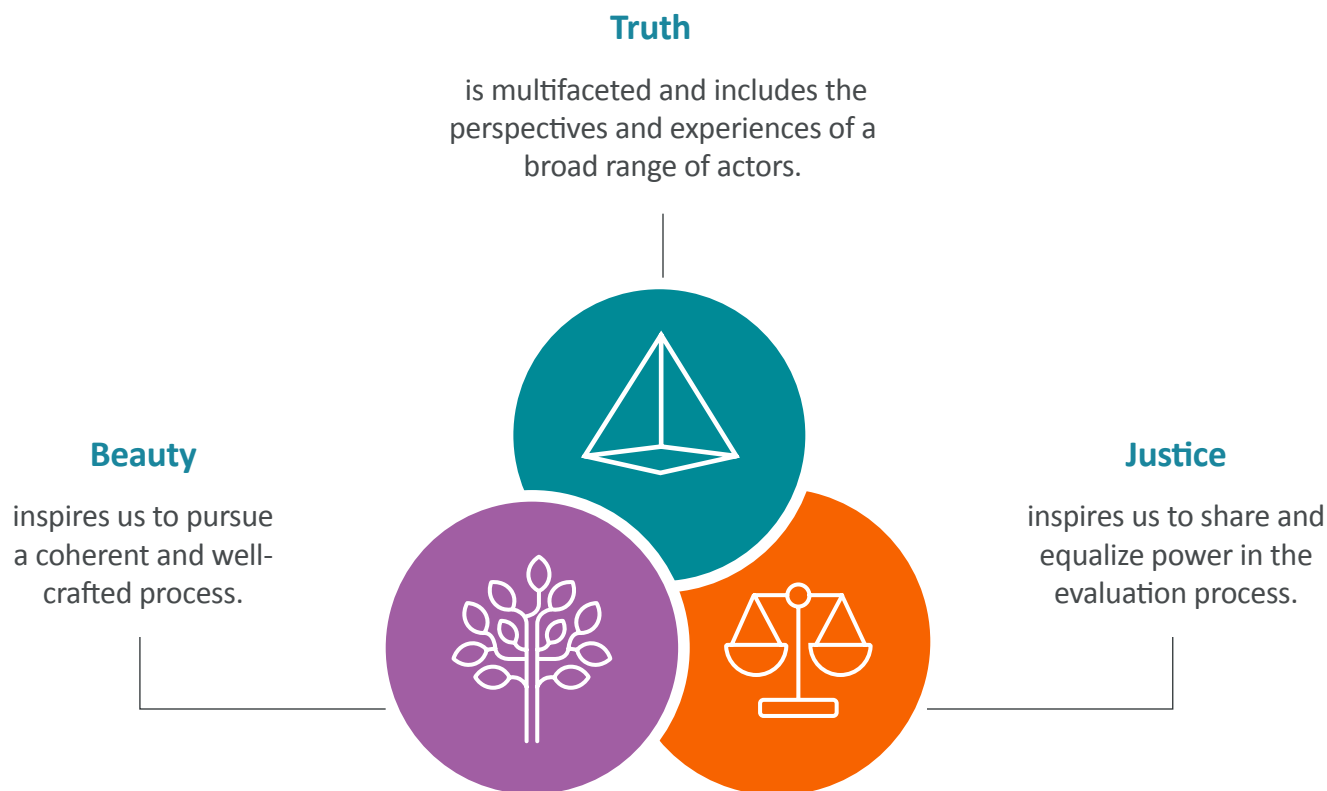 Truth
is multifaceted and includes the
perspectives and experiences of a
broad range of actors.
Beauty
inspires us to pursue
a coherent and well-
crafted process.
Justice
inspires us to share and
equalize power in the
evaluation process.